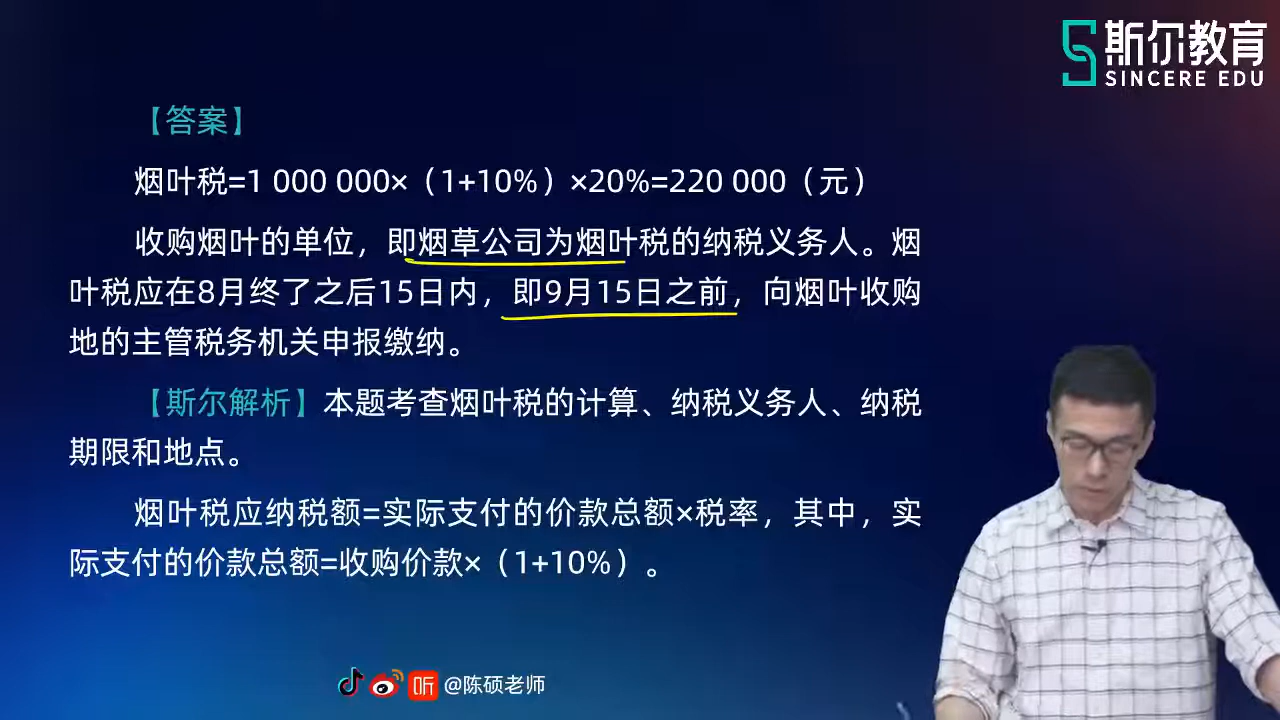 斯尔教育
SINCERE EDU
【答案】
烟叶税=1 000 000×（1+10%）×20%=220 000（元）
收购烟叶的单位，即烟草公司为烟叶税的纳税义务人。烟
叶税应在8月终了之后15日内，即9月15日之前，向烟叶收购
地的主管税务机关申报缴纳。
【斯尔解析】本题考查烟叶税的计算、纳税义务人、纳税
期限和地点。
烟叶税应纳税额=实际支付的价款总额×税率，其中，实
际支付的价款总额=收购价款×（1+10%）。
听 @陈硕老师